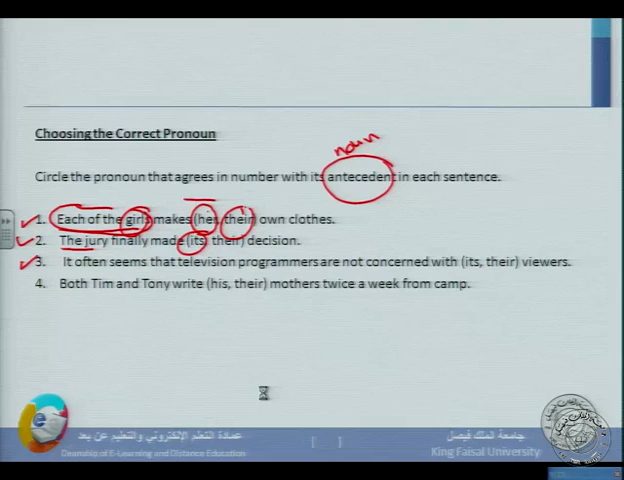 Choosing the Correct Pronoun
noun
Circle the pronoun that agrees in number with its antecedent in each sentence.
1. Each of the girls makes (her, their) own clothes.
2. The jury finally made (its, their) decision.
3. It often seems that television programmers are not concerned with (its, their) viewers.
4. Both Tim and Tony write (his, their) mothers twice a week from camp.
عمادة التعلم الإلكتروني والتعليم عن بعد
[ ]
جامعة الملك فيصل
Deanship of E-Learning and Distance Education
King Faisal University